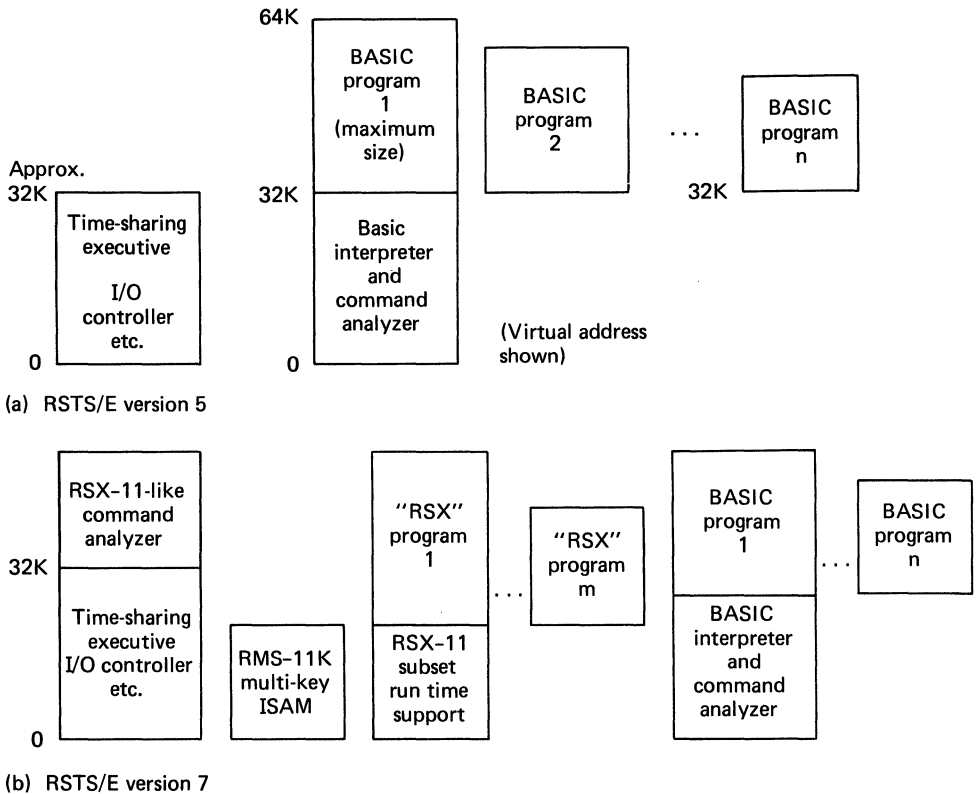 64K
BASIC
program
1
(maximum
size)
BASIC
program
2
...
BASIC
program
n
Approx.
32K
32K
32K
Time-sharing
executive
I/O
controller
etc.
Basic
interpreter
and
command
analyzer
(Virtual address
shown)
0
0
(a) RSTS/E version 5
RSX-11-like
command
analyzer
32K
Time-sharing
executive
I/O controller
etc.
0
RMS-11K
multi-key
ISAM
"RSX"
program
1
RSX-11
subset
run time
support
...
"RSX"
program
m
BASIC
program
1
BASIC
interpreter
and
command
analyzer
...
BASIC
program
n
(b) RSTS/E version 7